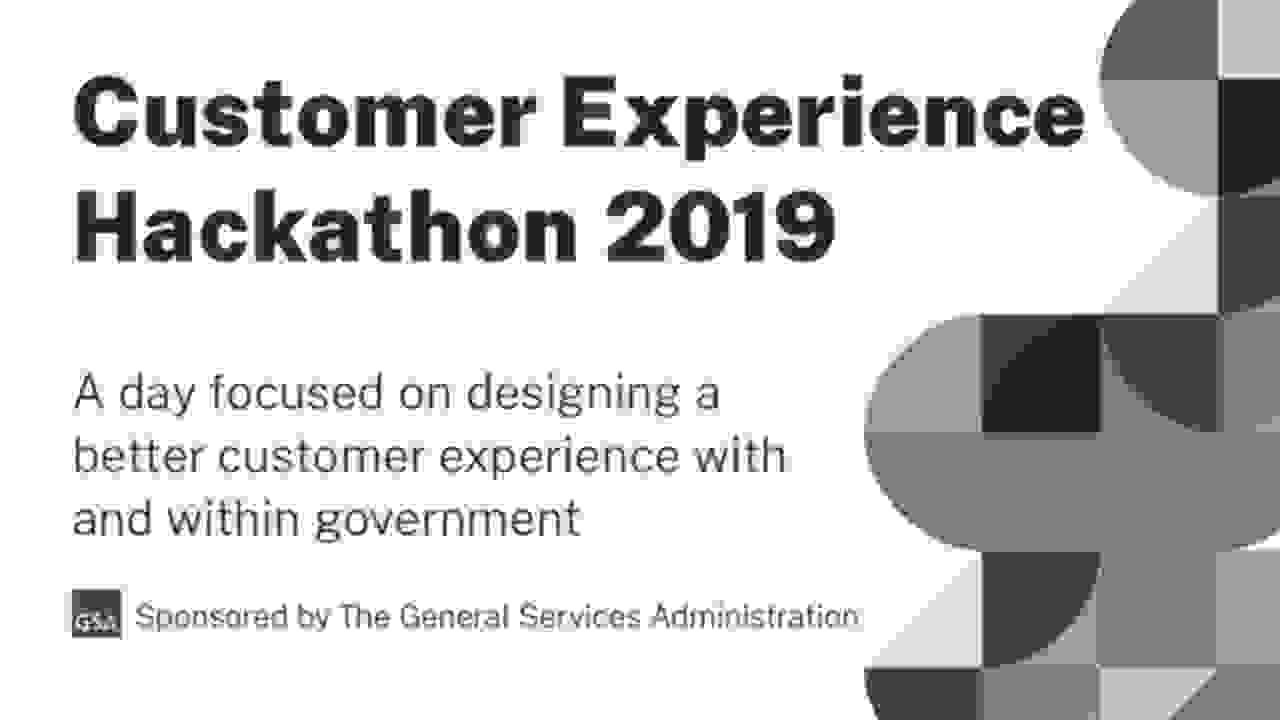 Customer Experience
Hackathon 2019
A day focused on designing a
better customer experience with
and within government
GSA Sponsored by The General Services Administration